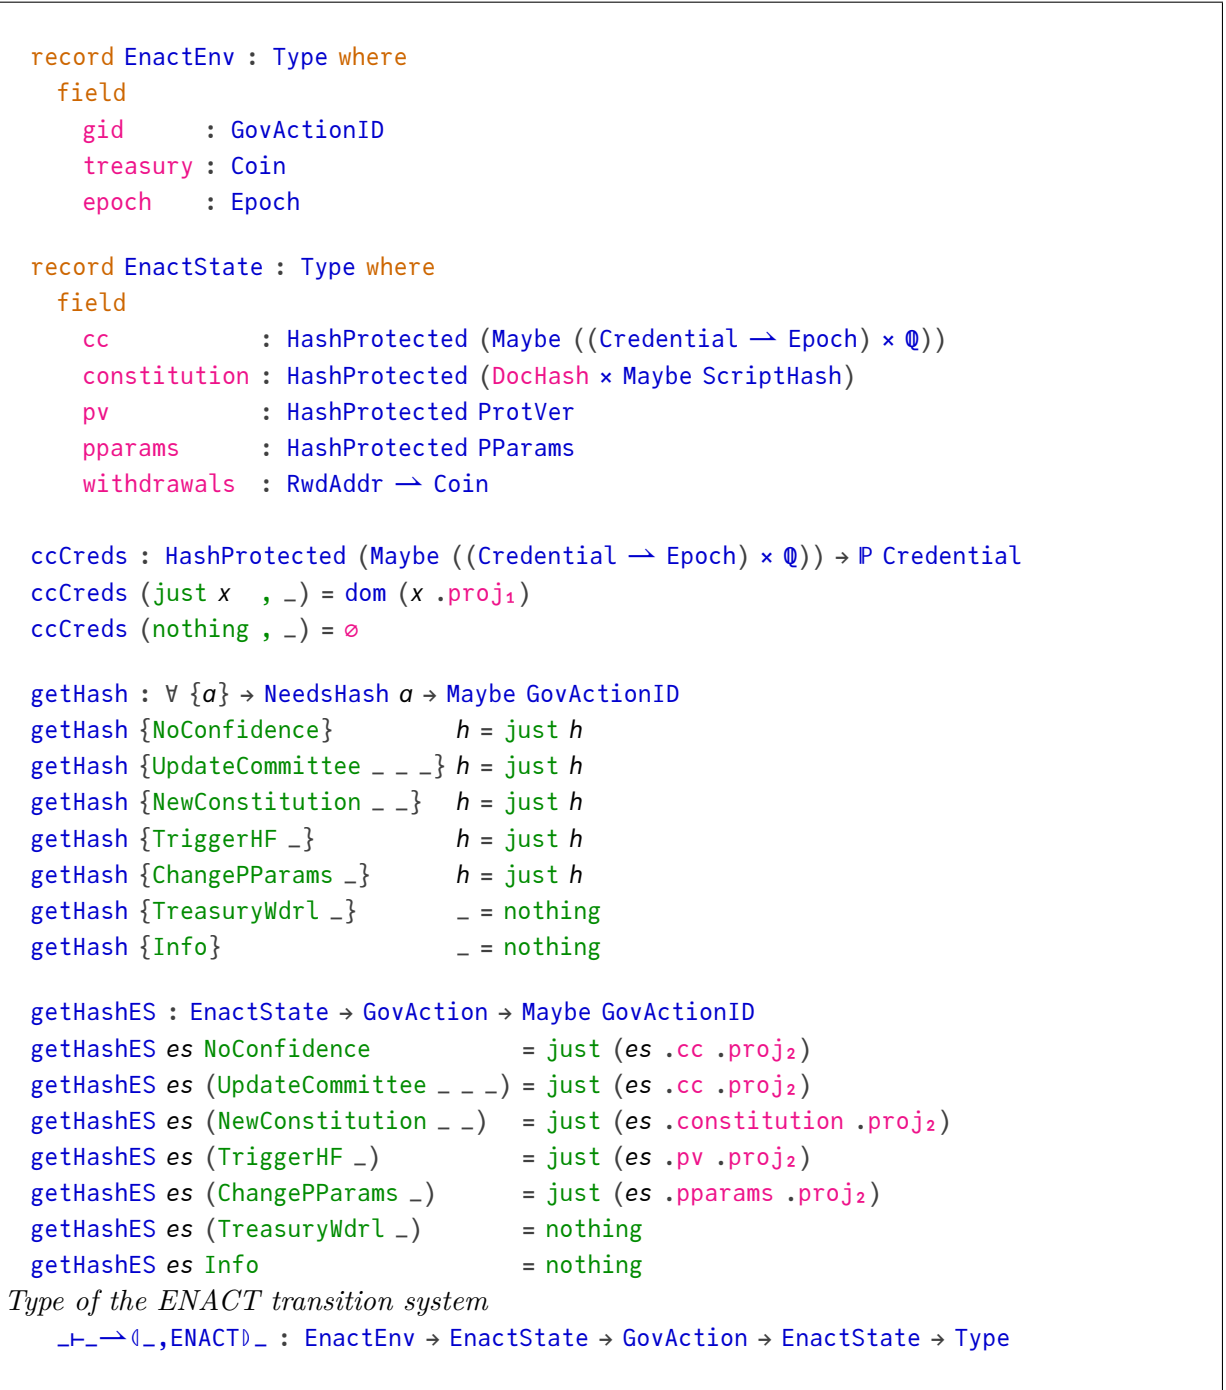 record EnactEnv : Type where
  field
    gid      : GovActionID
    treasury : Coin
    epoch    : Epoch

record EnactState : Type where
  field
    cc           : HashProtected (Maybe ((Credential ⇀ Epoch) × ℚ))
    constitution : HashProtected (DocHash × Maybe ScriptHash)
    pv           : HashProtected ProtVer
    pparams      : HashProtected PParams
    withdrawals  : RwdAddr ⇀ Coin

ccCreds : HashProtected (Maybe ((Credential ⇀ Epoch) × ℚ)) → ℙ Credential
ccCreds (just x   , _) = dom (x .proj₁)
ccCreds (nothing , _) = ∅

getHash : ∀ {a} → NeedsHash a → Maybe GovActionID
getHash {NoConfidence}          h = just h
getHash {UpdateCommittee _ _ _} h = just h
getHash {NewConstitution _ _}   h = just h
getHash {TriggerHF _}           h = just h
getHash {ChangePParams _}       h = just h
getHash {TreasuryWdrl _}        _ = nothing
getHash {Info}                  _ = nothing

getHashES : EnactState → GovAction → Maybe GovActionID
getHashES es NoConfidence            = just (es .cc .proj₂)
getHashES es (UpdateCommittee _ _ _) = just (es .cc .proj₂)
getHashES es (NewConstitution _ _)   = just (es .constitution .proj₂)
getHashES es (TriggerHF _)           = just (es .pv .proj₂)
getHashES es (ChangePParams _)       = just (es .pparams .proj₂)
getHashES es (TreasuryWdrl _)        = nothing
getHashES es Info                    = nothing
Type of the ENACT transition system
  _⊢_⇀⦇_,ENACT⦈_ : EnactEnv → EnactState → GovAction → EnactState → Type